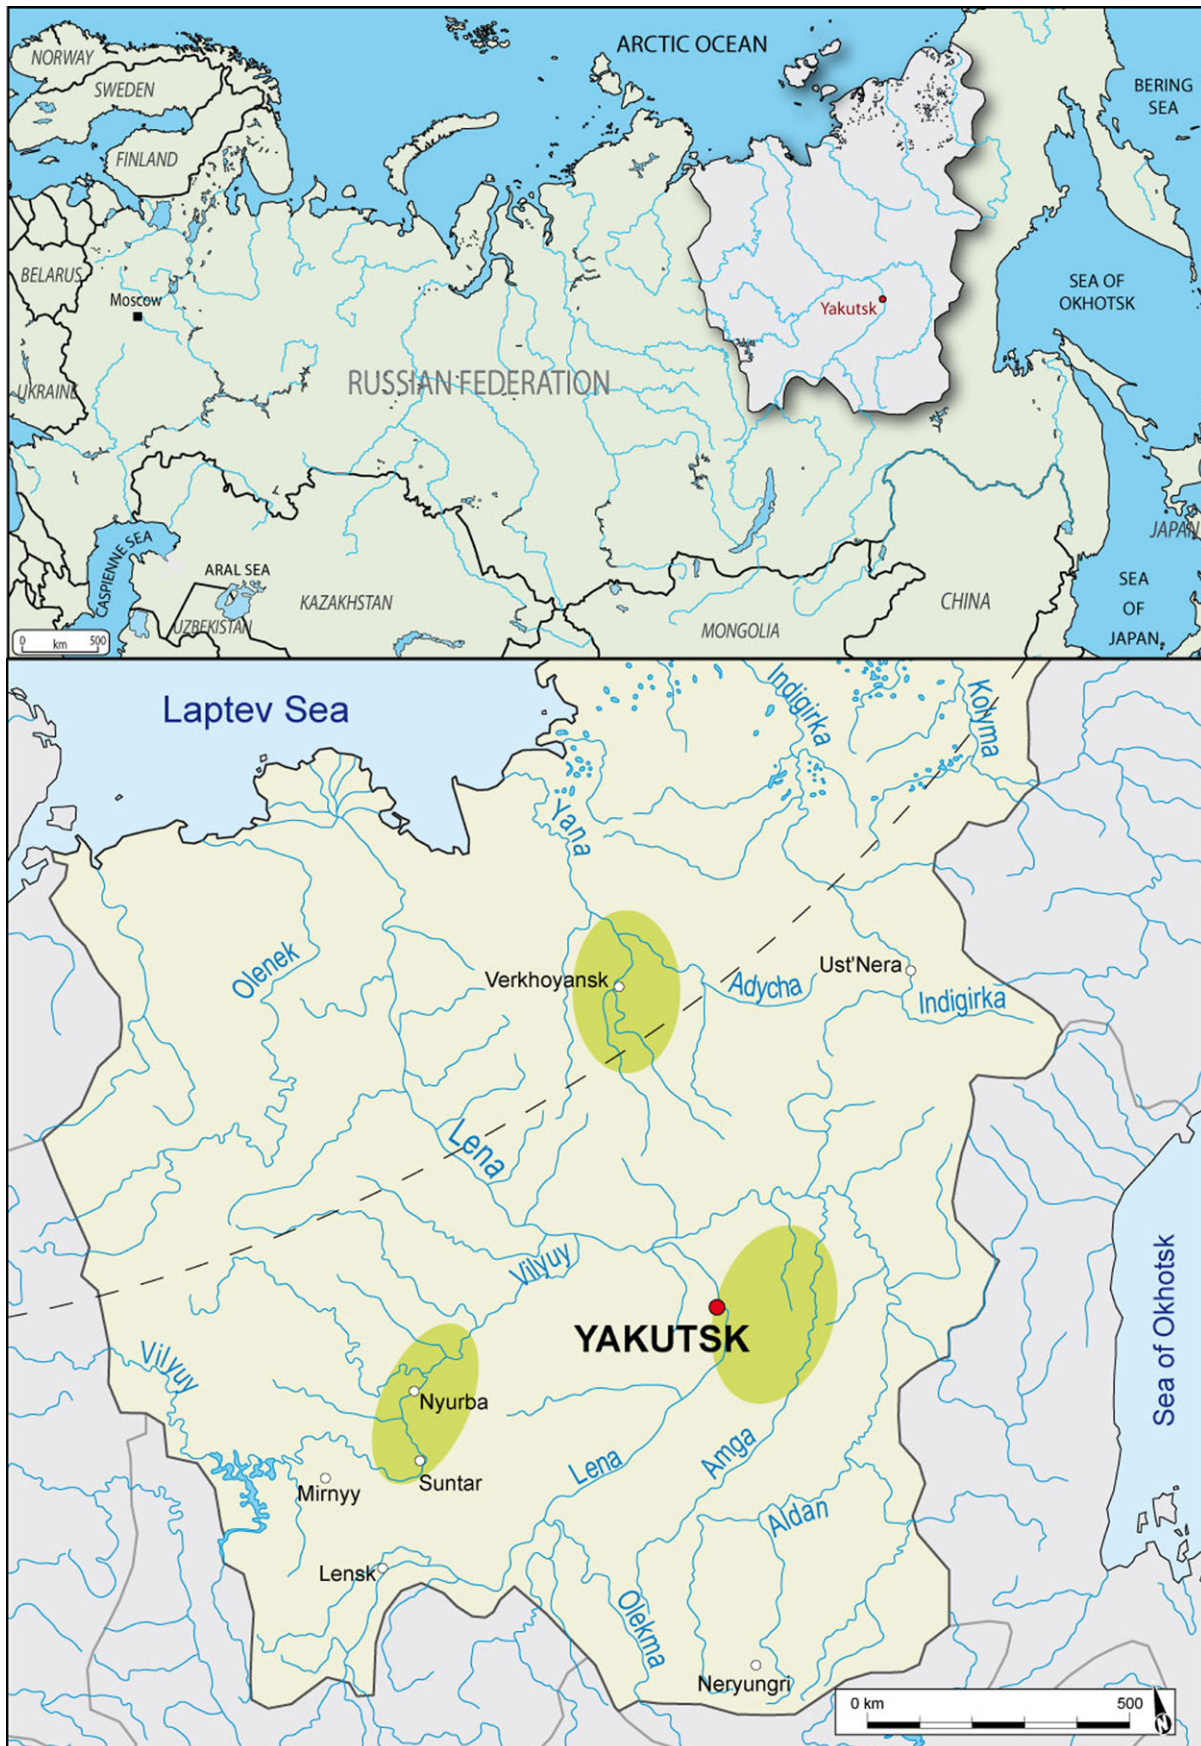 NORWAY
SWEDEN
FINLAND
ARCTIC OCEAN
BERING
SEA
BELARUS
Moscow
SEA OF
OKHOTSK
Yakutsk
UKRAINE
RUSSIAN FEDERATION
JAPAN
CASPIENNE SEA
ARAL SEA
KAZAKHSTAN
UZBEKISTAN
MONGOLIA
CHINA
SEA
OF
JAPAN
0 500
km
Laptev Sea
Indigirka
Kolyma
Yana
Olenek
Verkhoyansk
Adycha
Ust'Nera
Indigirka
Lena
Vilyuy
YAKUTSK
Vilyuy
Nyurba
Suntar
Mirnyy
Lena
Amga
Aldan
Lensk
Olekma
Neryungri
Sea of Okhotsk
0 km 500
N